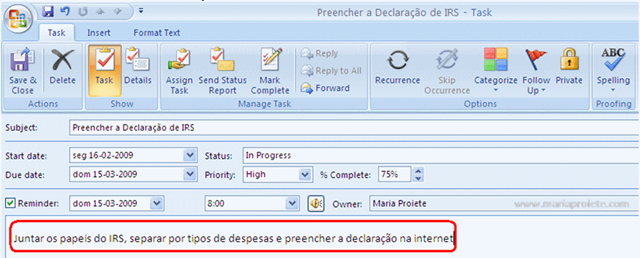 Preencher a Declaração de IRS - Task
Task Insert Format Text
Save & Close Delete Task Details Assign Task Send Status Report Mark Complete Reply Reply to All Forward Recurrence Skip Occurrence Categorize Follow Up Private ABC Spelling
Actions Show Manage Task Options Proofing
Subject: Preencher a Declaração de IRS
Start date: seg 16-02-2009 Status: In Progress
Due date: dom 15-03-2009 Priority: High % Complete: 75%
Reminder: dom 15-03-2009 8:00 Owner: Maria Proiete www.mariaproiete.com
Juntar os papeis do IRS, separar por tipos de despesas e preencher a declaração na internet